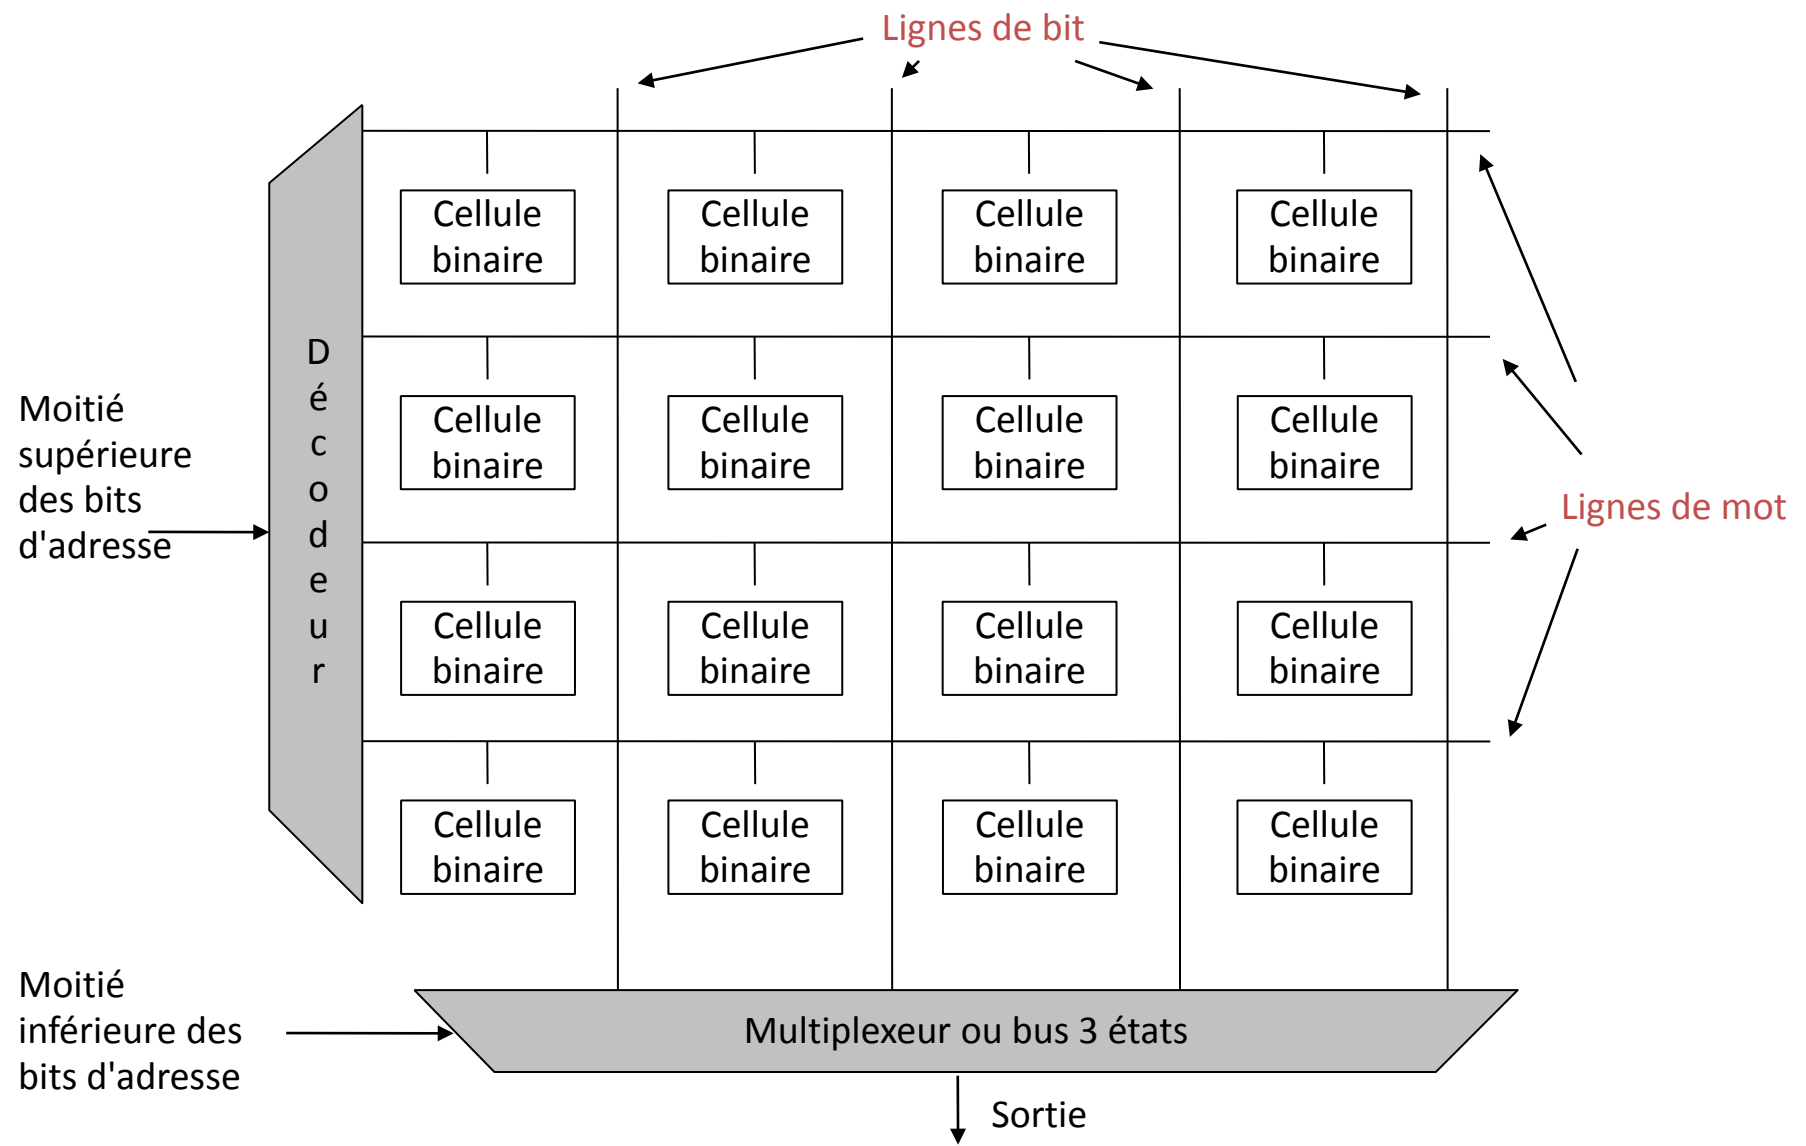 Lignes de bit
Cellule
binaire
Cellule
binaire
Cellule
binaire
Cellule
binaire
Décodeur
Cellule
binaire
Cellule
binaire
Cellule
binaire
Cellule
binaire
Moitié
supérieure
des bits
d'adresse
Lignes de mot
Cellule
binaire
Cellule
binaire
Cellule
binaire
Cellule
binaire
Cellule
binaire
Cellule
binaire
Cellule
binaire
Cellule
binaire
Moitié
inférieure des
bits d'adresse
Multiplexeur ou bus 3 états
Sortie